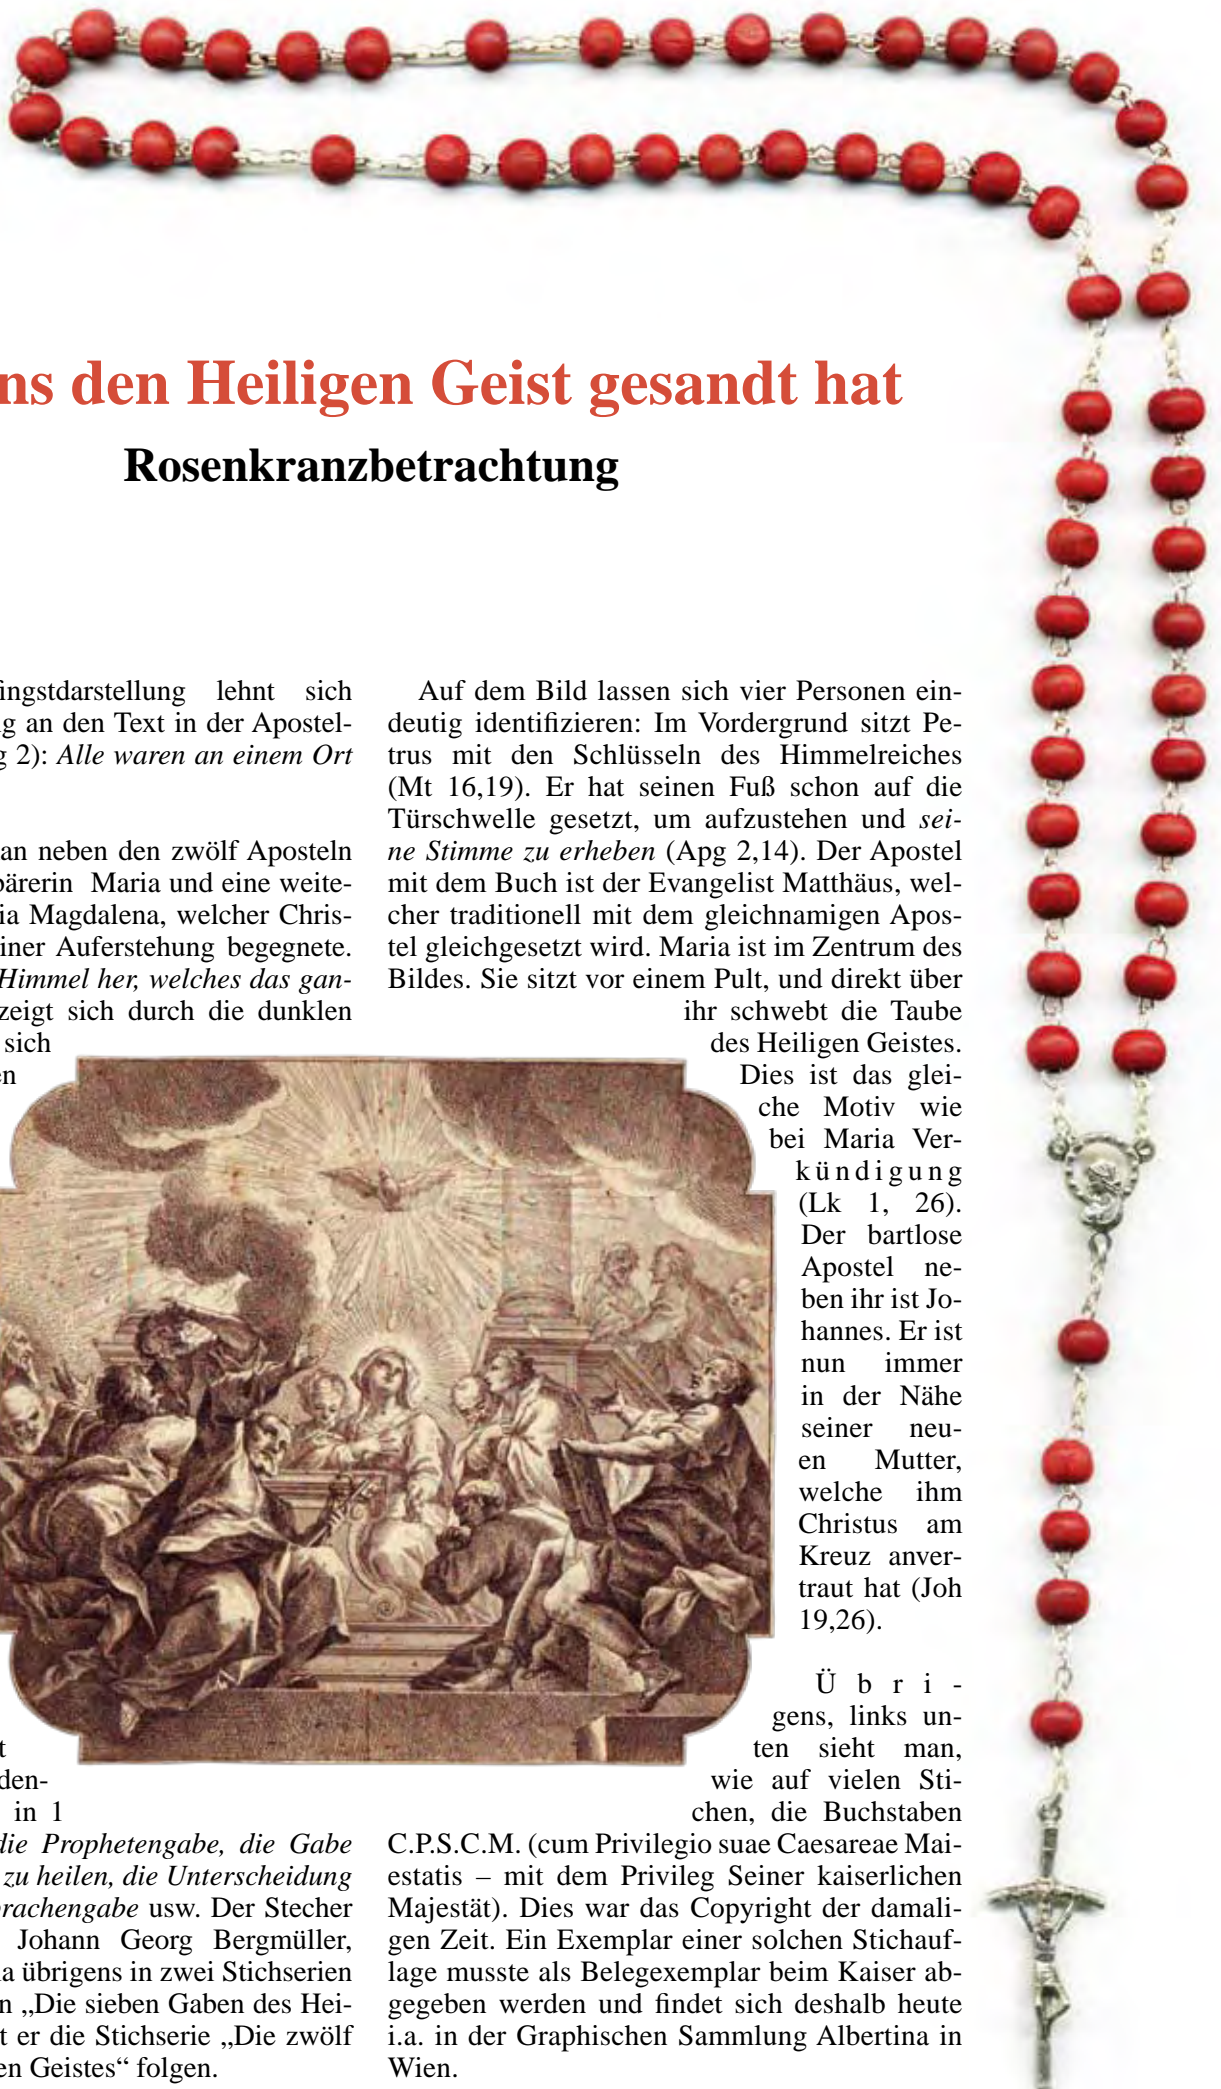 ns den Heiligen Geist gesandt hat
Rosenkranzbetrachtung
fingstdarstellung lehnt sich
g an den Text in der Apostel-
g 2): Alle waren an einem Ort
an neben den zwölf Aposteln
bärerin Maria und eine weite-
ia Magdalena, welcher Chris-
iner Auferstehung begegnete.
Himmel her, welches das gan-
zeigt sich durch die dunklen
sich
en
t
den-
in 1
die Prophetengabe, die Gabe
zu heilen, die Unterscheidung
rachengabe usw. Der Stecher
Johann Georg Bergmüller,
a übrigens in zwei Stichserien
n „Die sieben Gaben des Hei-
t er die Stichserie „Die zwölf
en Geistes“ folgen.
Auf dem Bild lassen sich vier Personen ein-
deutig identifizieren: Im Vordergrund sitzt Pe-
trus mit den Schlüsseln des Himmelreiches
(Mt 16,19). Er hat seinen Fuß schon auf die
Türschwelle gesetzt, um aufzustehen und sei-
ne Stimme zu erheben (Apg 2,14). Der Apostel
mit dem Buch ist der Evangelist Matthäus, wel-
cher traditionell mit dem gleichnamigen Apos-
tel gleichgesetzt wird. Maria ist im Zentrum des
Bildes. Sie sitzt vor einem Pult, und direkt über
ihr schwebt die Taube
des Heiligen Geistes.
Dies ist das glei-
che Motiv wie
bei Maria Ver-
kündigung
(Lk 1, 26).
Der bartlose
Apostel ne-
ben ihr ist Jo-
hannes. Er ist
nun immer
in der Nähe
seiner neu-
en Mutter,
welche ihm
Christus am
Kreuz anver-
traut hat (Joh
19,26).
Übri-
gens, links un-
ten sieht man,
wie auf vielen Sti-
chen, die Buchstaben
C.P.S.C.M. (cum Privilegio suae Caesareae Mai-
estatis – mit dem Privileg Seiner kaiserlichen
Majestät). Dies war das Copyright der damali-
gen Zeit. Ein Exemplar einer solchen Stichauf-
lage musste als Belegexemplar beim Kaiser ab-
gegeben werden und findet sich deshalb heute
i.a. in der Graphischen Sammlung Albertina in
Wien.